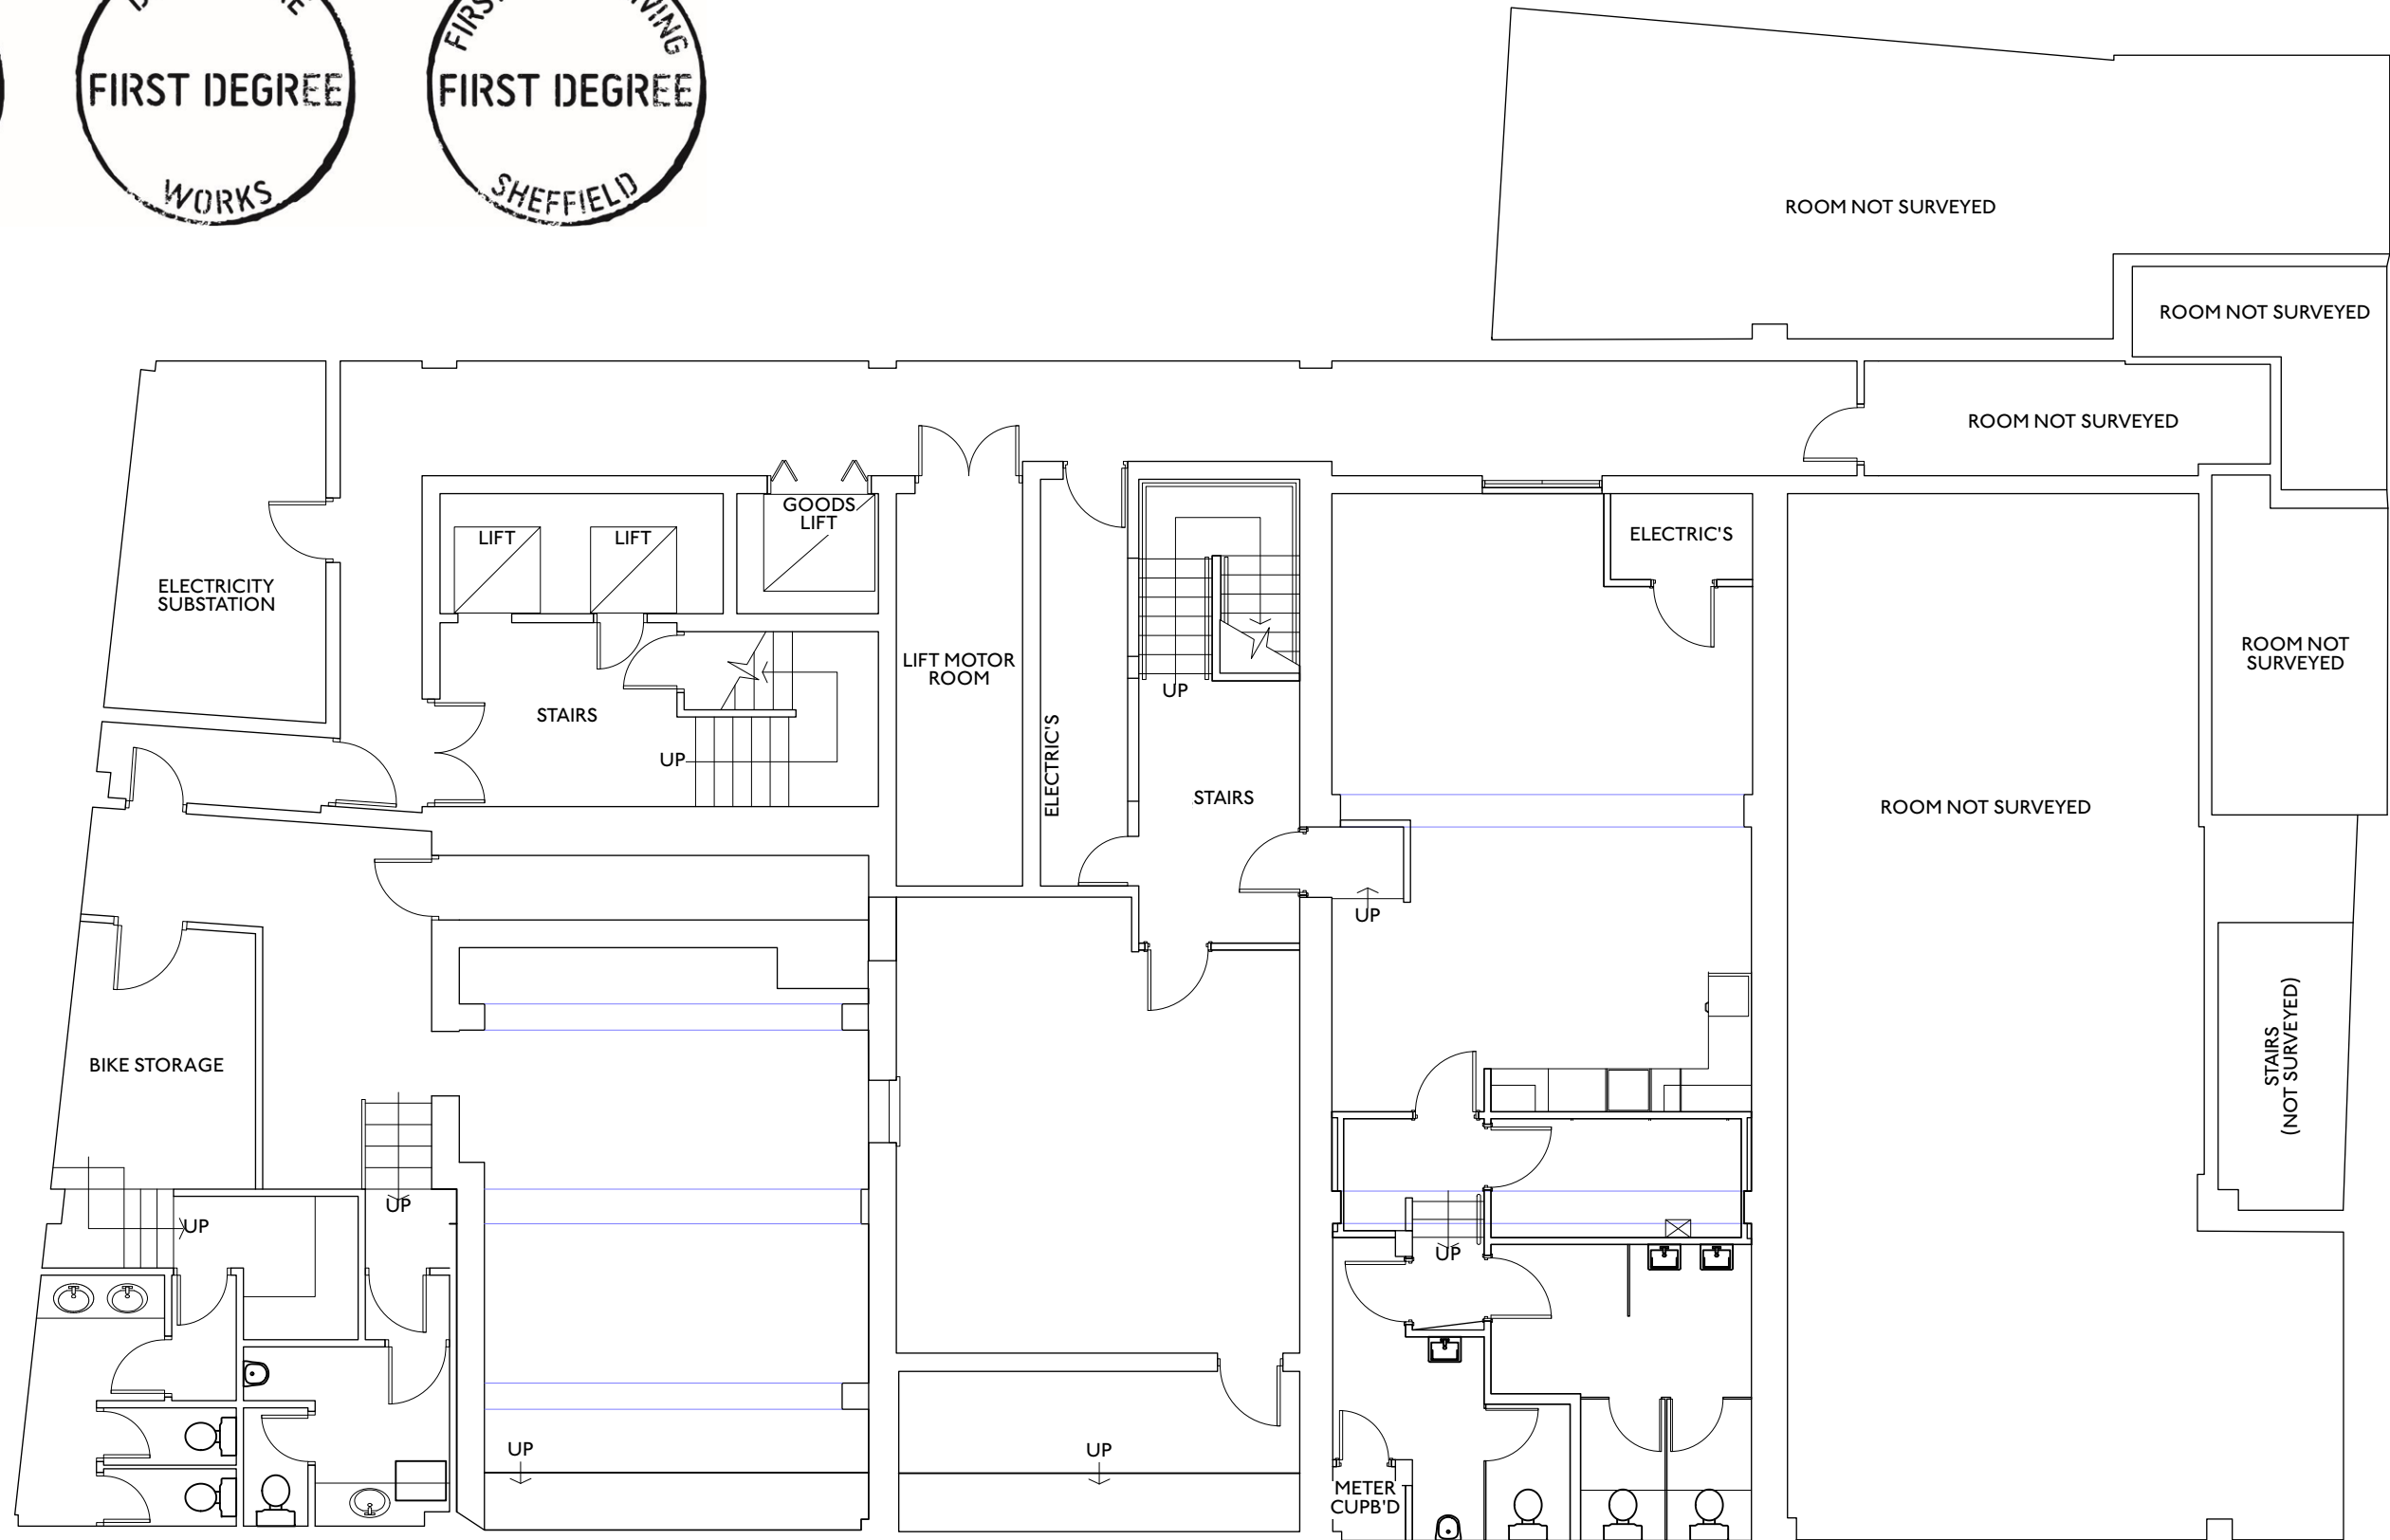 FIRST DEGREE
WORKS
FIRST DEGREE
SHEFFIELD
ROOM NOT SURVEYED
ROOM NOT SURVEYED
ROOM NOT SURVEYED
GOODS
LIFT
LIFT
LIFT
ELECTRIC'S
ELECTRICITY
SUBSTATION
LIFT MOTOR
ROOM
ROOM NOT
SURVEYED
UP
STAIRS
UP
ELECTRIC'S
STAIRS
ROOM NOT SURVEYED
UP
BIKE STORAGE
STAIRS
(NOT SURVEYED)
UP
UP
UP
UP
UP
METER
CUPB'D